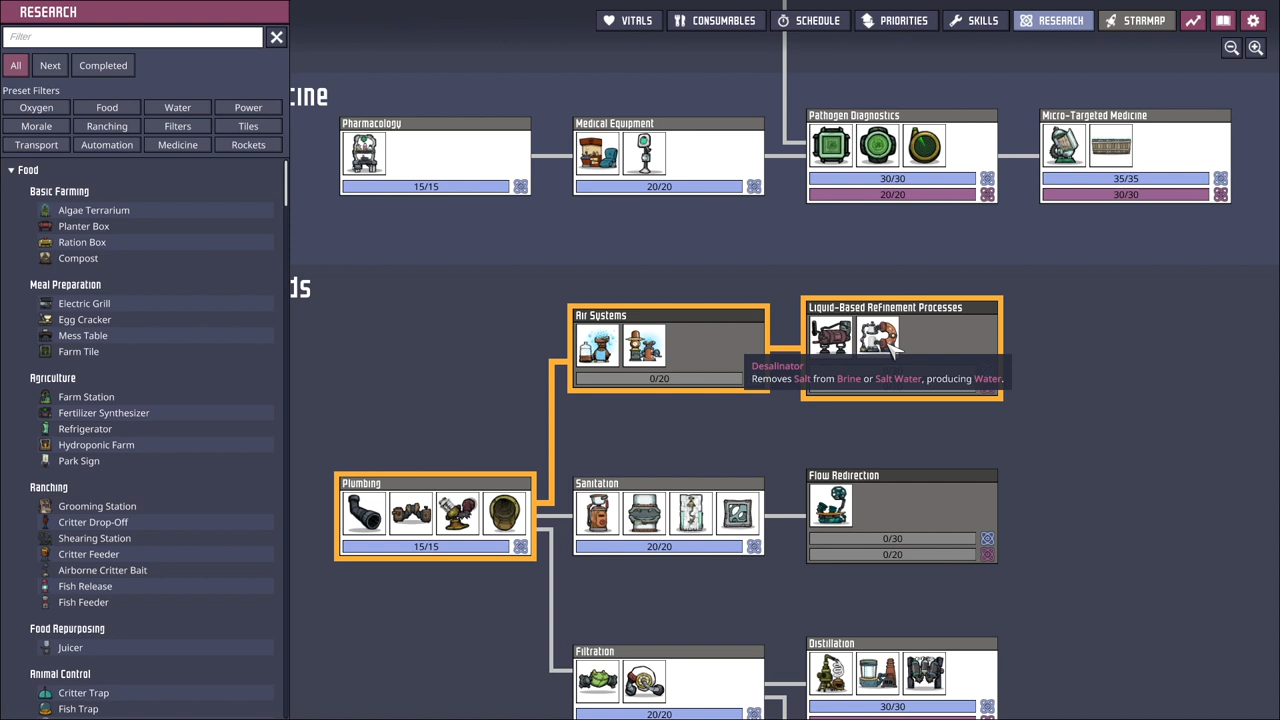 RESEARCH
VITALS
CONSUMABLES
SCHEDULE
PRIORITIES
SKILLS
RESEARCH
STARMAP
Filter
All
Next
Completed
Preset Filters
Oxygen
Food
Water
Power
Morale
Ranching
Filters
Tiles
Transport
Automation
Medicine
Rockets
Food
Basic Farming
Algae Terrarium
Planter Box
Ration Box
Compost
Meal Preparation
Electric Grill
Egg Cracker
Mess Table
Farm Tile
Agriculture
Farm Station
Fertilizer Synthesizer
Refrigerator
Hydroponic Farm
Park Sign
Ranching
Grooming Station
Critter Drop-Off
Shearing Station
Critter Feeder
Airborne Critter Bait
Fish Release
Fish Feeder
Food Repurposing
Juicer
Animal Control
Critter Trap
Fish Trap
cine
Pharmacology
15/15
Medical Equipment
20/20
Pathogen Diagnostics
30/30
20/20
Micro-Targeted Medicine
35/35
30/30
ds
Air Systems
0/20
Liquid-Based Refinement Processes
Desalinator
Removes Salt from Brine or Salt Water, producing Water.
Plumbing
15/15
Sanitation
20/20
Flow Redirection
0/30
0/20
Filtration
20/20
Distillation
30/30